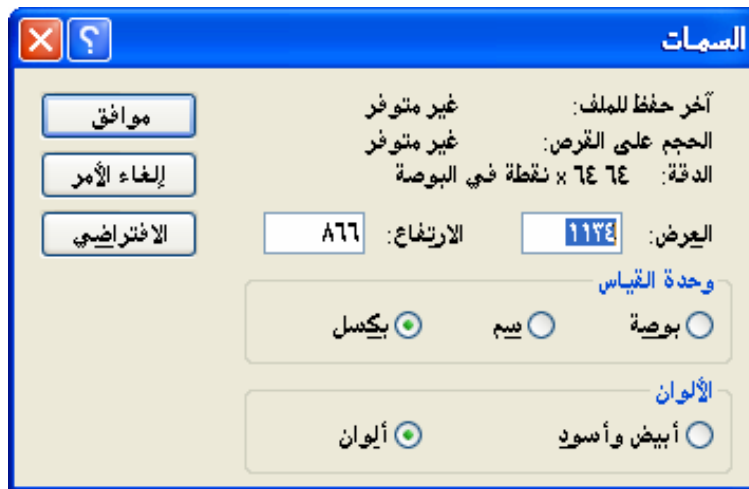 السمات
آخر حفظ للملف: غير متوفر
الحجم على القرص: غير متوفر
الدقة: ٦٤ x ٦٤ نقطة في البوصة
العرض: ١١٣٤ الارتفاع: ٨٦٦
وحدة القياس
بوصة سم بكسل
الألوان
أبيض وأسود ألوان
موافق
إلغاء الأمر
الافتراضي